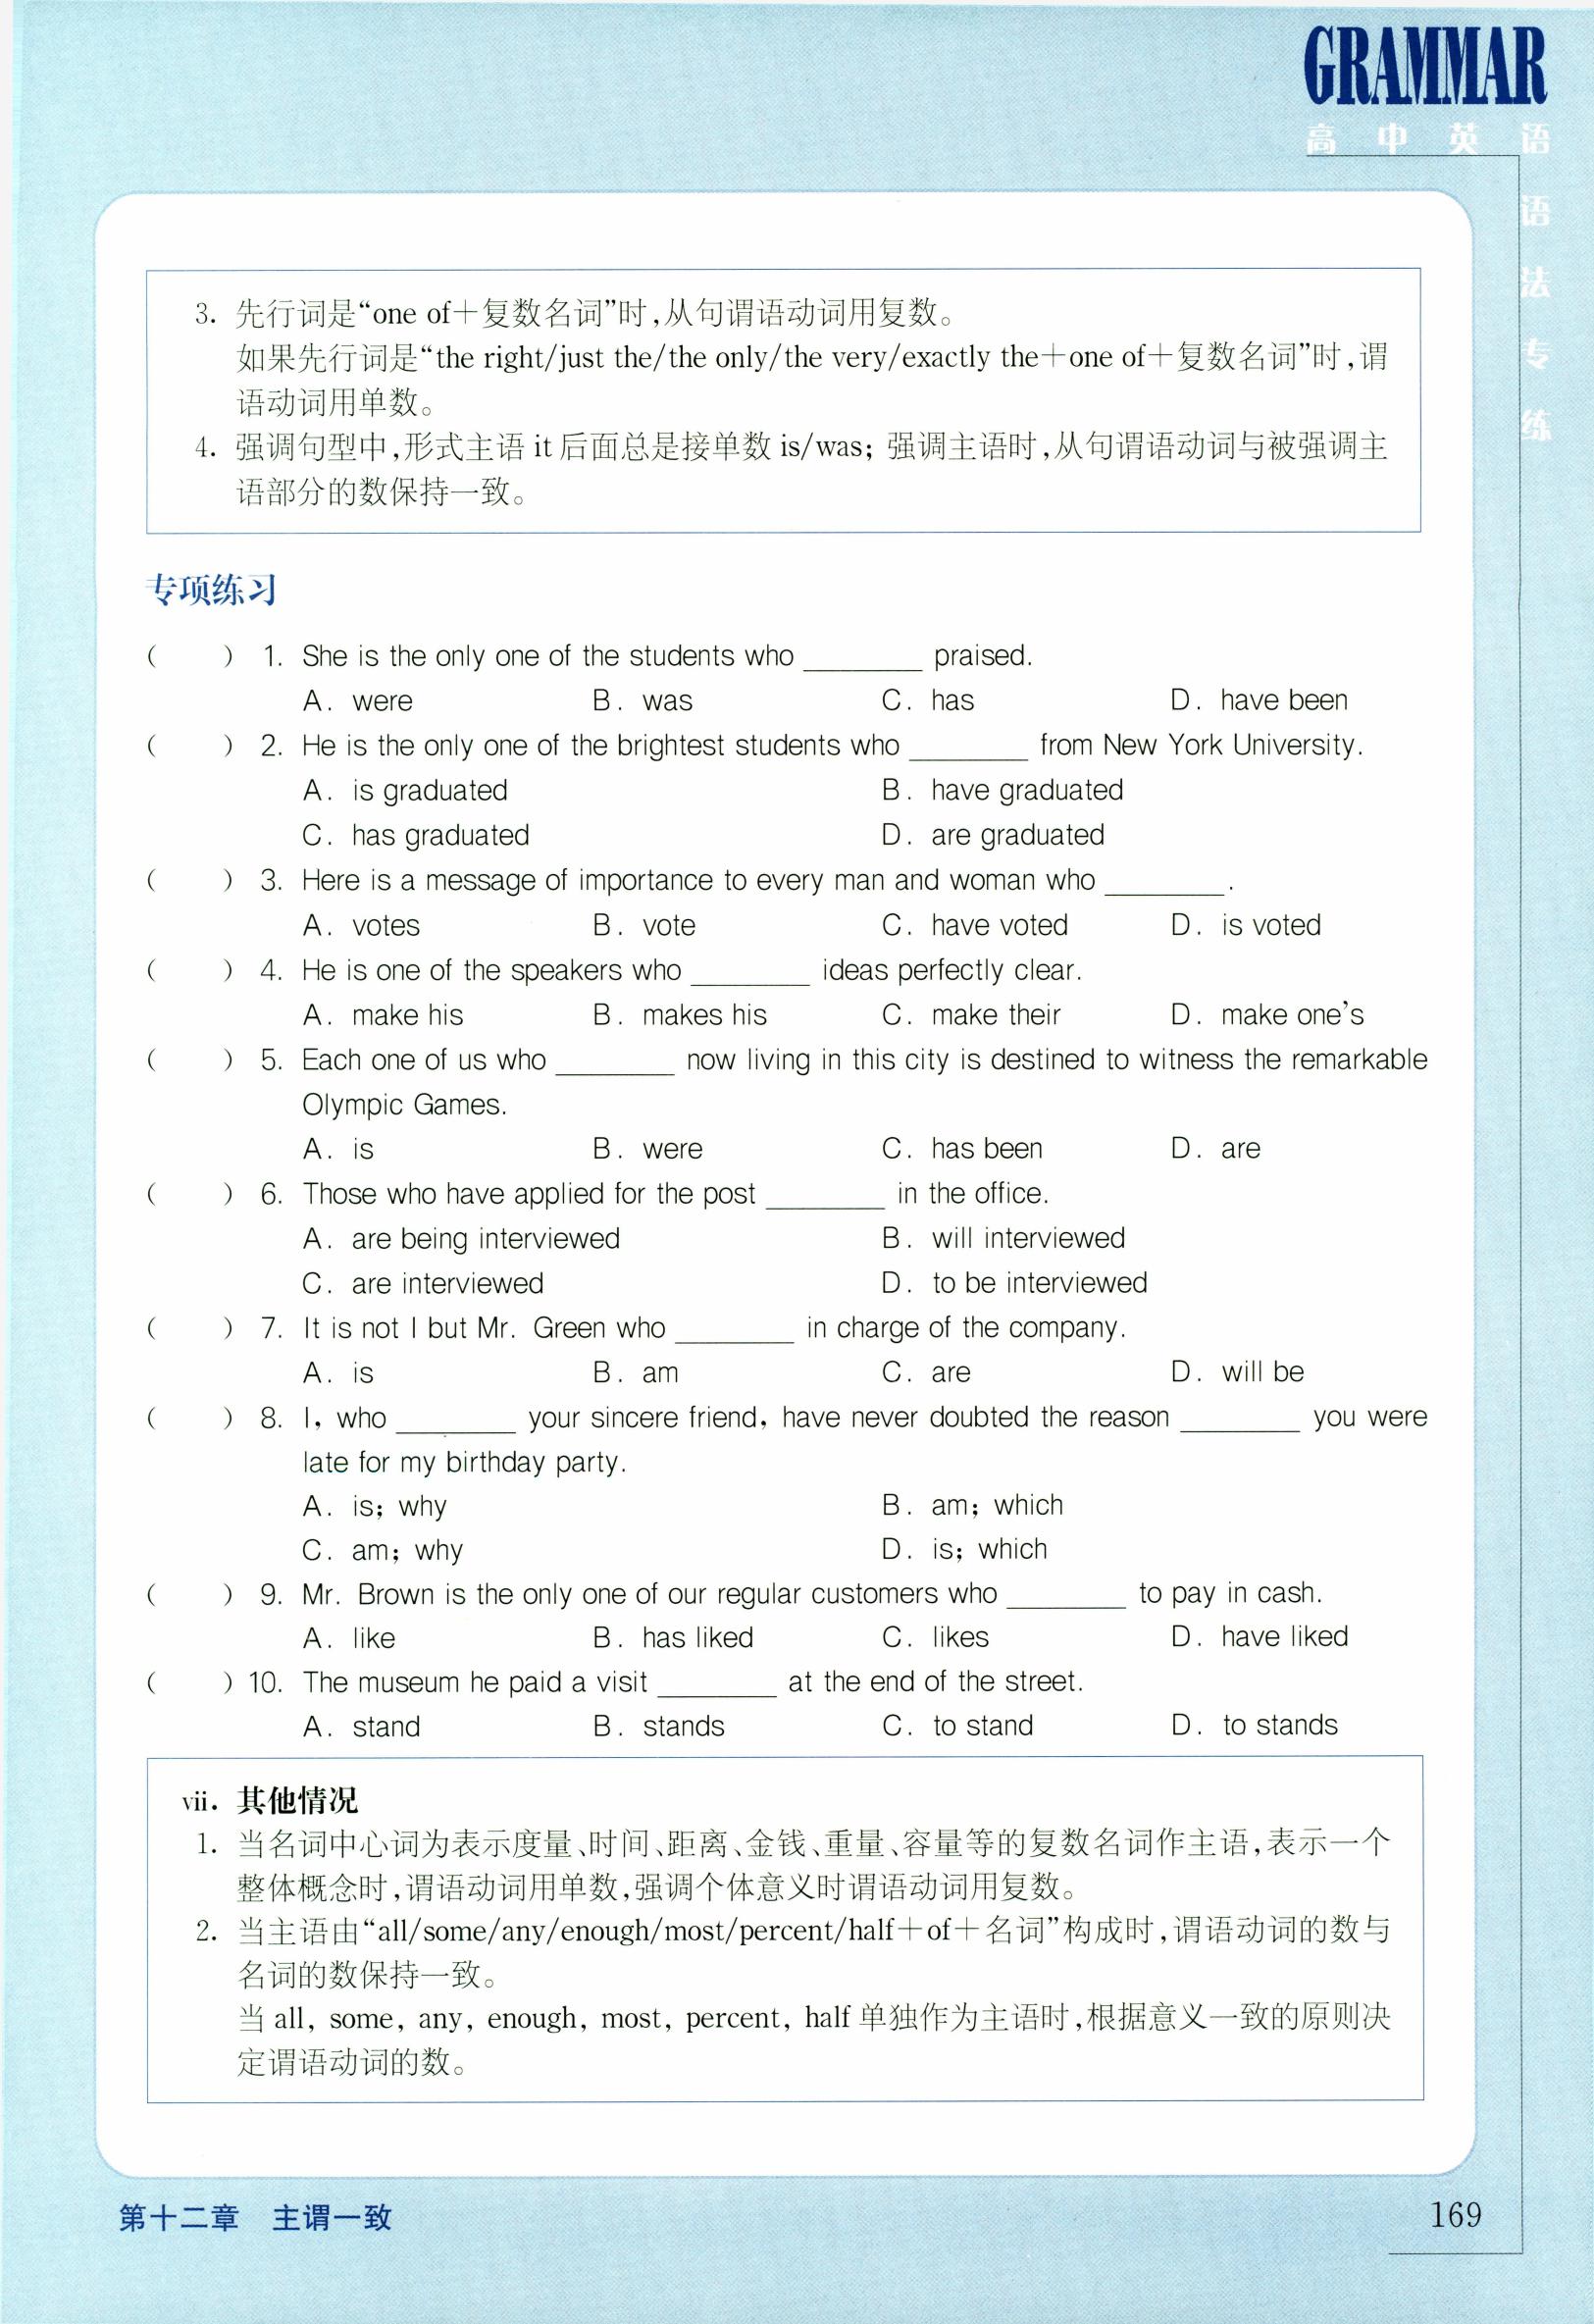 GRAMMAR
高中英语
语
法
专
练
3. 先行词是“one of+复数名词”时,从句谓语动词用复数。
如果先行词是“the right/just the/the only/the very/exactly the+one of+复数名词”时,谓
语动词用单数。
4. 强调句型中,形式主语 it 后面总是接单数 is/was; 强调主语时,从句谓语动词与被强调主
语部分的数保持一致。
专项练习
( ) 1. She is the only one of the students who ________ praised.
A. were B. was C. has D. have been
( ) 2. He is the only one of the brightest students who ________ from New York University.
A. is graduated B. have graduated
C. has graduated D. are graduated
( ) 3. Here is a message of importance to every man and woman who ________.
A. votes B. vote C. have voted D. is voted
( ) 4. He is one of the speakers who ________ ideas perfectly clear.
A. make his B. makes his C. make their D. make one's
( ) 5. Each one of us who ________ now living in this city is destined to witness the remarkable
Olympic Games.
A. is B. were C. has been D. are
( ) 6. Those who have applied for the post ________ in the office.
A. are being interviewed B. will interviewed
C. are interviewed D. to be interviewed
( ) 7. It is not I but Mr. Green who ________ in charge of the company.
A. is B. am C. are D. will be
( ) 8. I, who ________ your sincere friend, have never doubted the reason ________ you were
late for my birthday party.
A. is; why B. am; which
C. am; why D. is; which
( ) 9. Mr. Brown is the only one of our regular customers who ________ to pay in cash.
A. like B. has liked C. likes D. have liked
( ) 10. The museum he paid a visit ________ at the end of the street.
A. stand B. stands C. to stand D. to stands
vii. 其他情况
1. 当名词中心词为表示度量、时间、距离、金钱、重量、容量等的复数名词作主语,表示一个
整体概念时,谓语动词用单数,强调个体意义时谓语动词用复数。
2. 当主语由“all/some/any/enough/most/percent/half+of+名词”构成时,谓语动词的数与
名词的数保持一致。
当 all, some, any, enough, most, percent, half 单独作为主语时,根据意义一致的原则决
定谓语动词的数。
第十二章 主谓一致 169